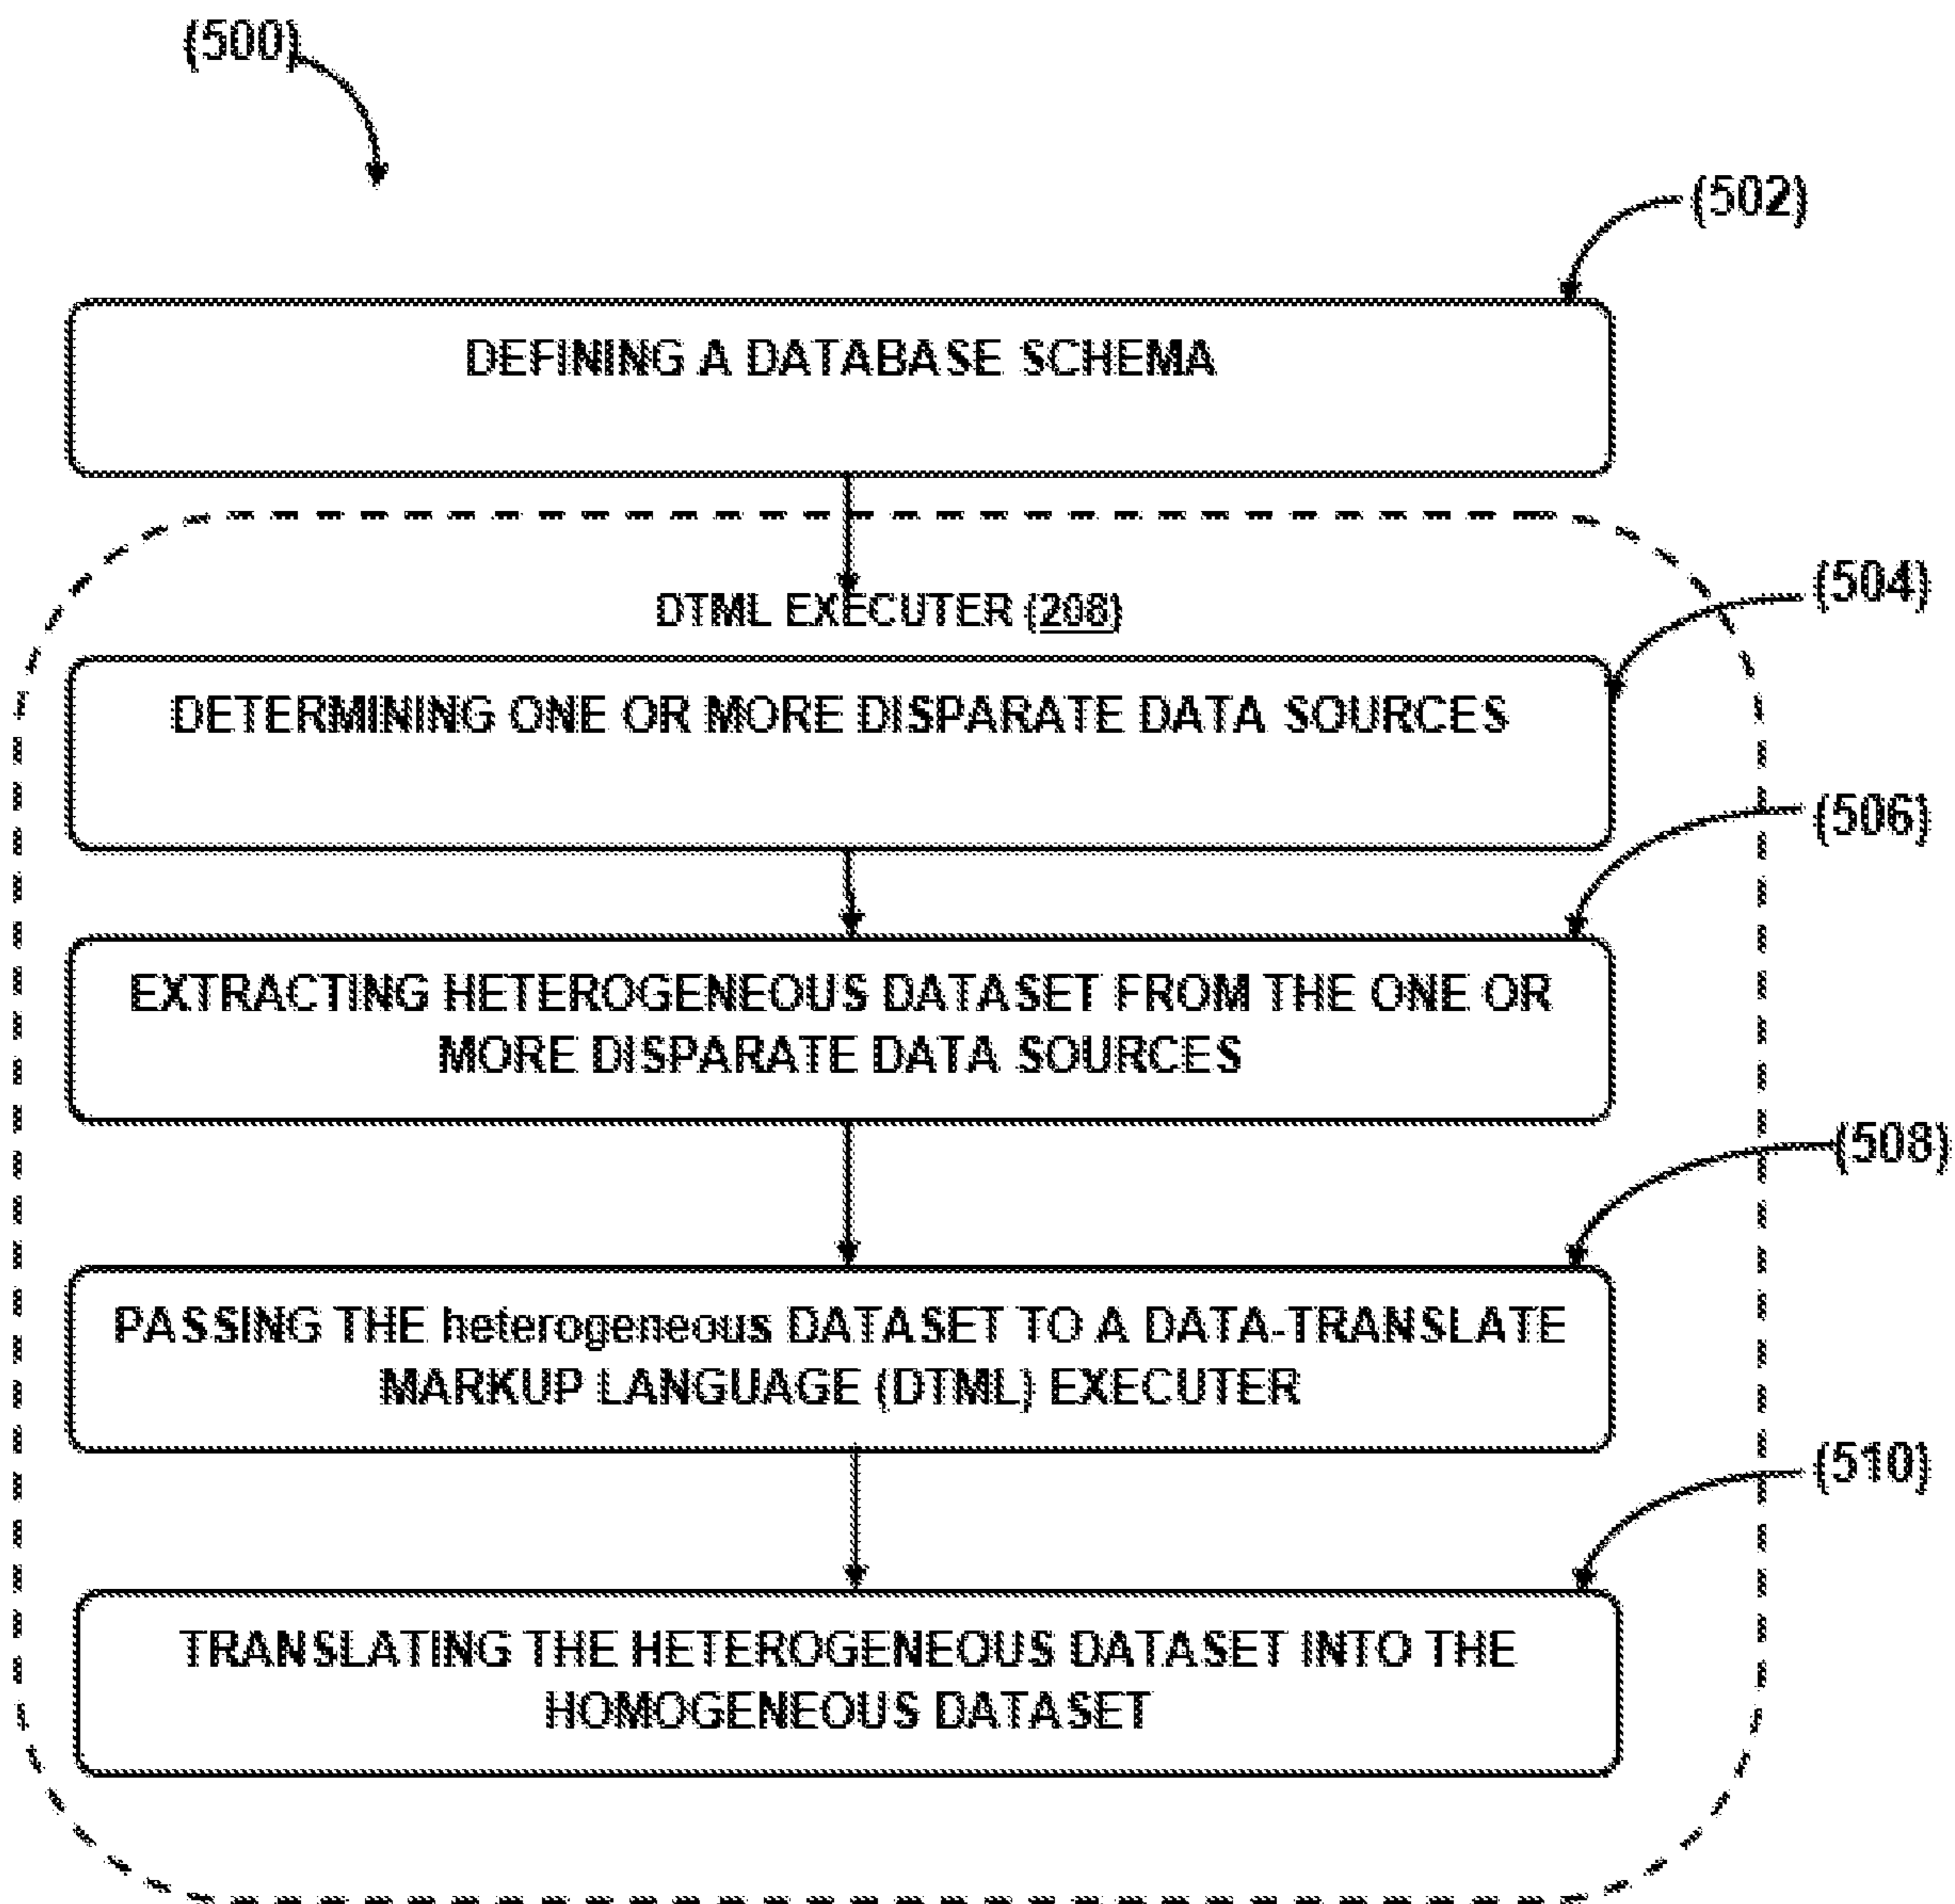 (500)
(502)
DEFINING A DATABASE SCHEMA
DTML EXECUTER (208)
(504)
DETERMINING ONE OR MORE DISPARATE DATA SOURCES
(506)
EXTRACTING HETEROGENEOUS DATASET FROM THE ONE OR
MORE DISPARATE DATA SOURCES
(508)
PASSING THE heterogeneous DATASET TO A DATA-TRANSLATE
MARKUP LANGUAGE (DTML) EXECUTER
(510)
TRANSLATING THE HETEROGENEOUS DATASET INTO THE
HOMOGENEOUS DATASET